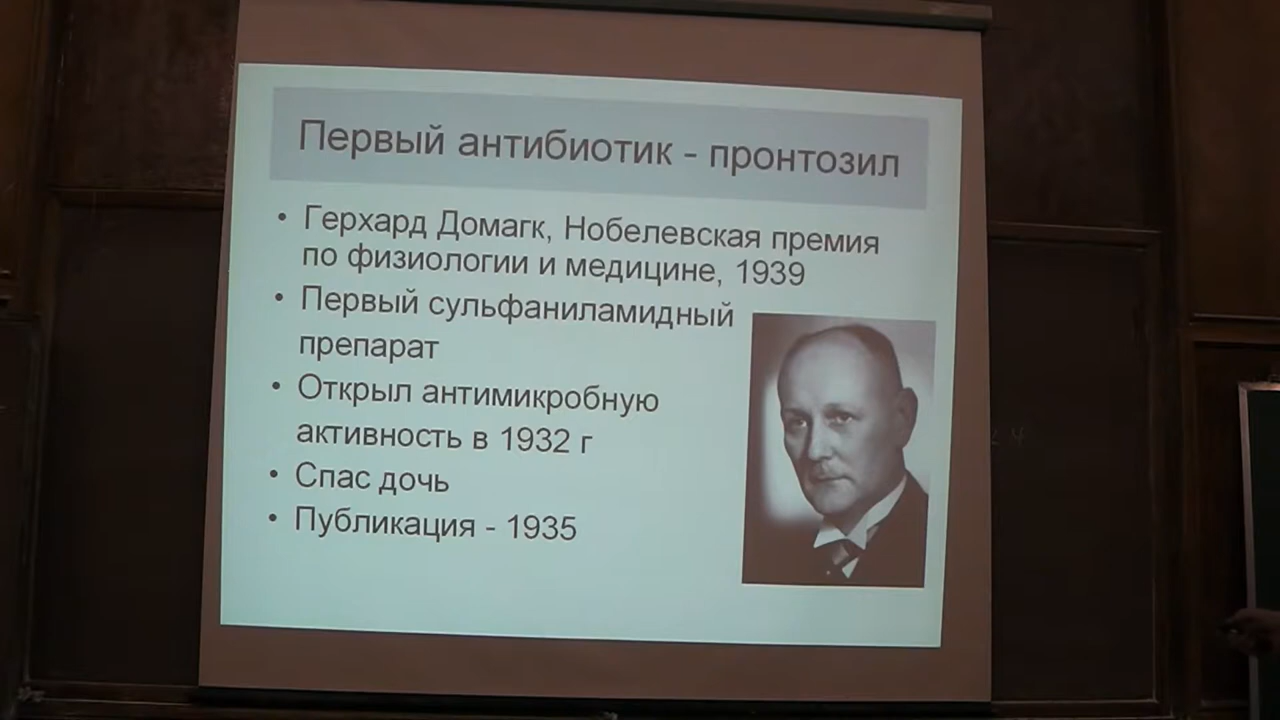 Первый антибиотик - пронтозил
• Герхард Домагк, Нобелевская премия
по физиологии и медицине, 1939
• Первый сульфаниламидный
препарат
• Открыл антимикробную
активность в 1932 г
• Спас дочь
• Публикация - 1935